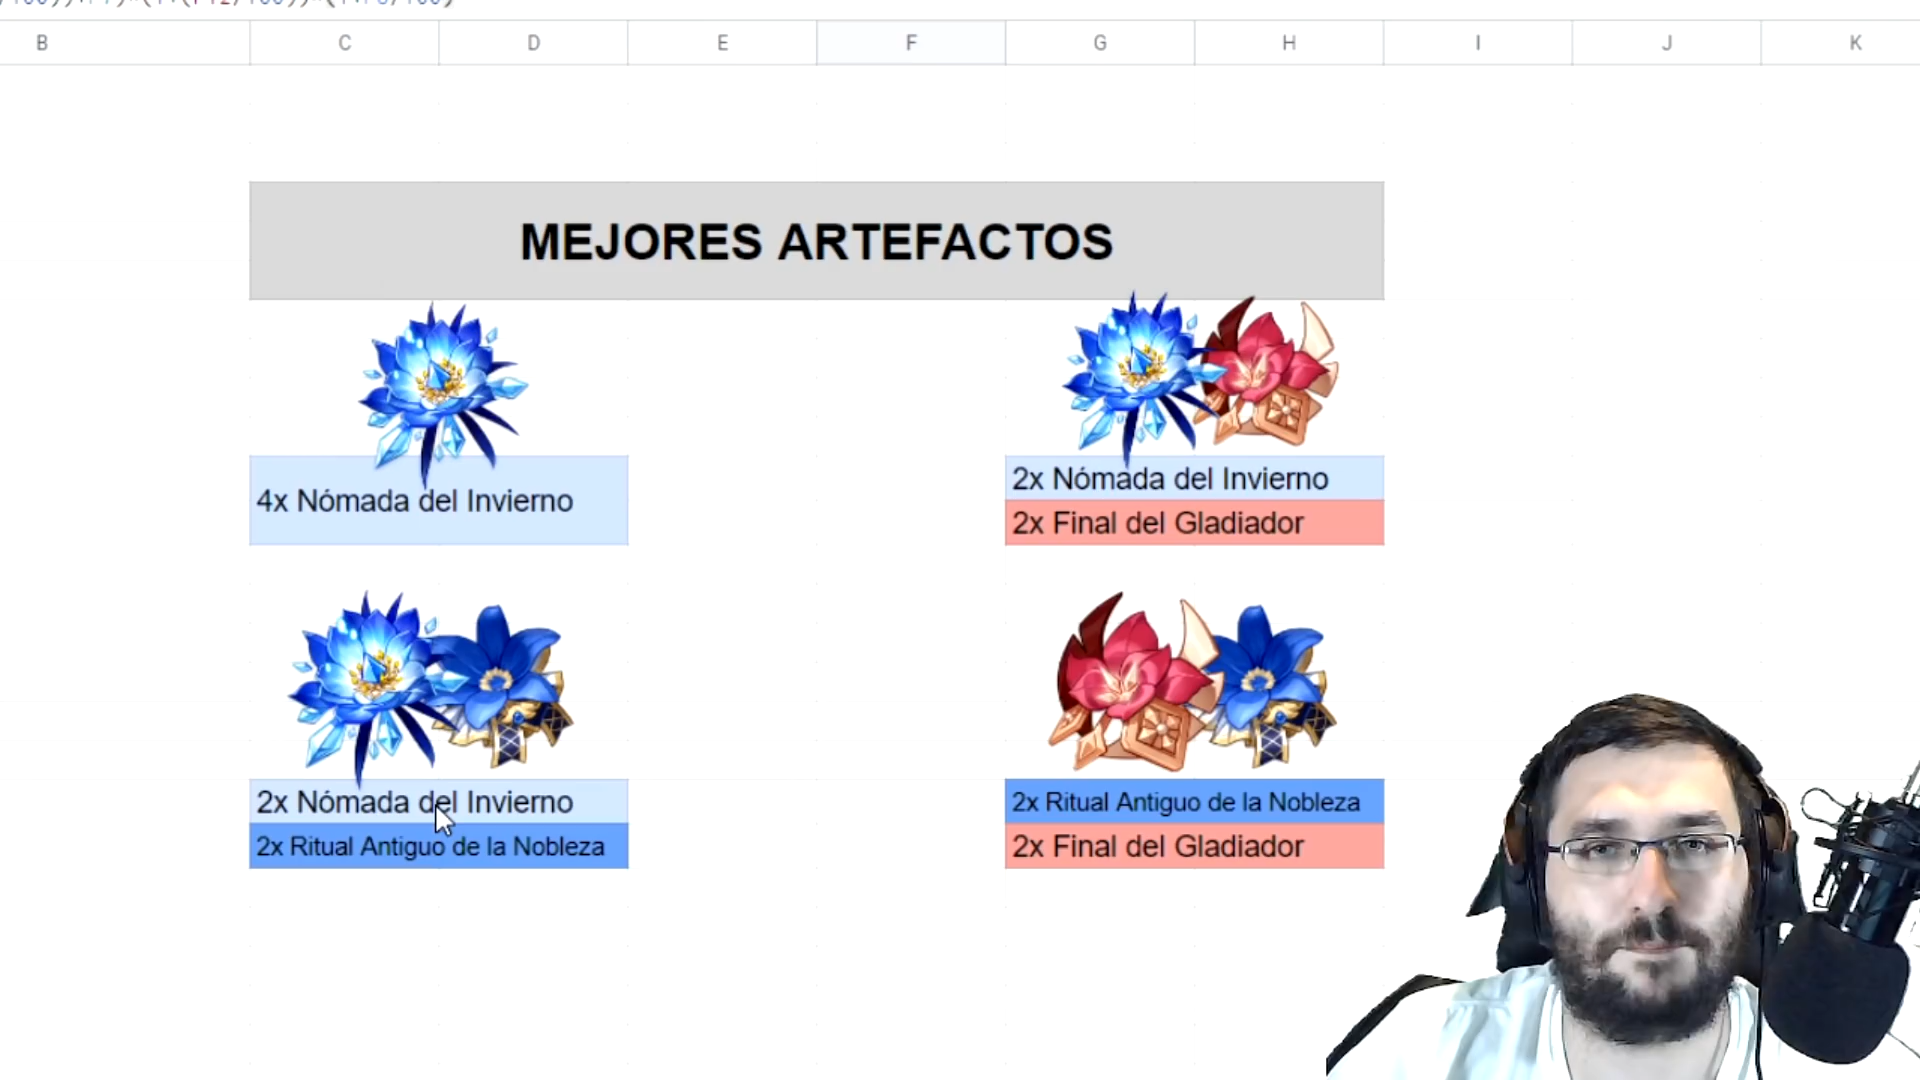 B C D E F G H I J K
MEJORES ARTEFACTOS
4x Nómada del Invierno
2x Nómada del Invierno
2x Final del Gladiador
2x Nómada del Invierno
2x Ritual Antiguo de la Nobleza
2x Ritual Antiguo de la Nobleza
2x Final del Gladiador